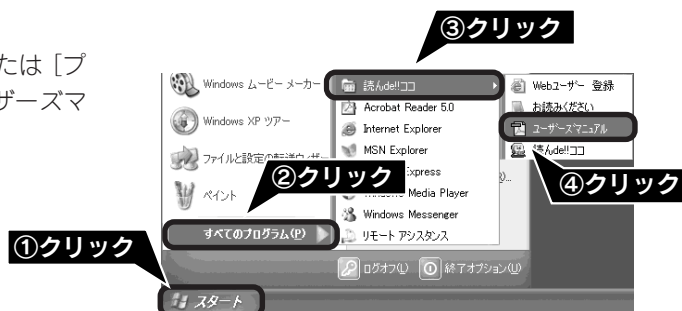 ③クリック
たは［プ
ザーズマ
Windows ムービー メーカー
Windows XP ツアー
ファイルと設定の転送ウィザー
ペイント
すべてのプログラム(P)
読んde!!ココ
Acrobat Reader 5.0
Internet Explorer
MSN Explorer
Express
Windows Media Player
Windows Messenger
リモート アシスタンス
Webユーザー 登録
お読みください
ユーザーズマニュアル
読んde!!ココ
②クリック
④クリック
①クリック
ログオフ(L)
終了オプション(U)
スタート